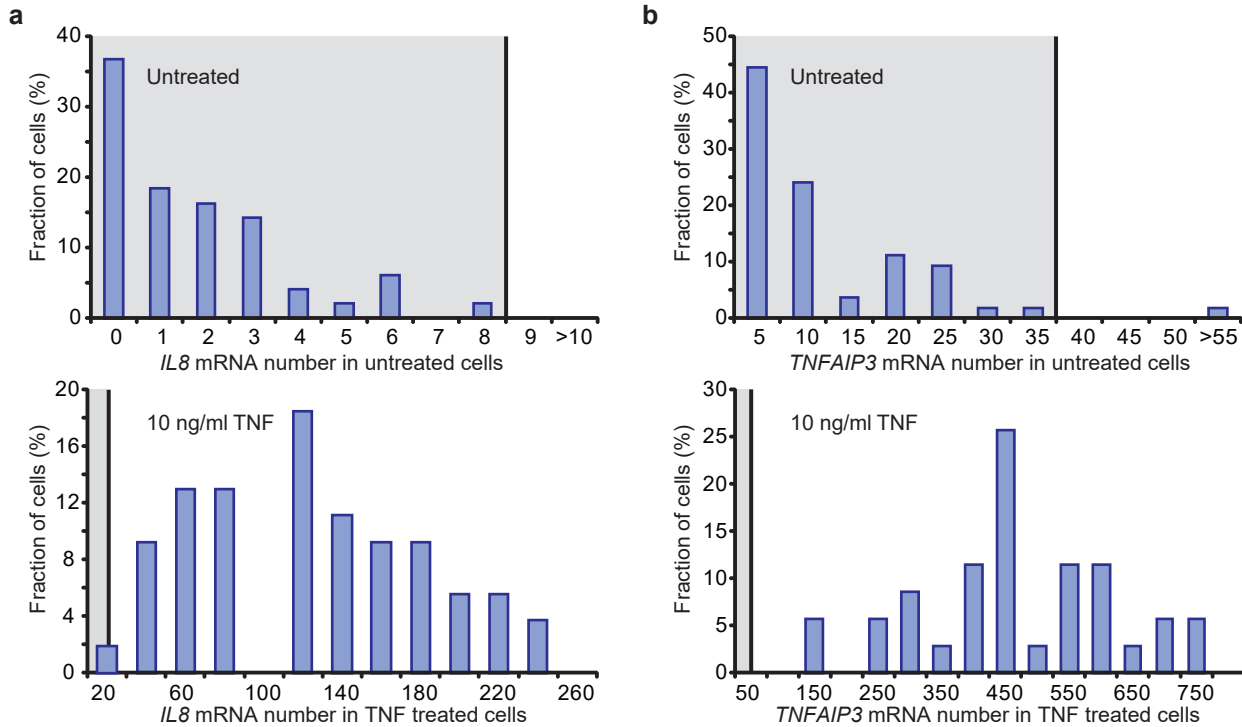 a
Fraction of cells (%)
40
30
20
10
0
Untreated
0 1 2 3 4 5 6 7 8 9 >10
IL8 mRNA number in untreated cells
Fraction of cells (%)
20
16
12
8
4
0
10 ng/ml TNF
20 60 100 140 180 220 260
IL8 mRNA number in TNF treated cells
b
Fraction of cells (%)
50
40
30
20
10
0
Untreated
5 10 15 20 25 30 35 40 45 50 >55
TNFAIP3 mRNA number in untreated cells
Fraction of cells (%)
30
25
20
15
10
5
0
10 ng/ml TNF
50 150 250 350 450 550 650 750
TNFAIP3 mRNA number in TNF treated cells